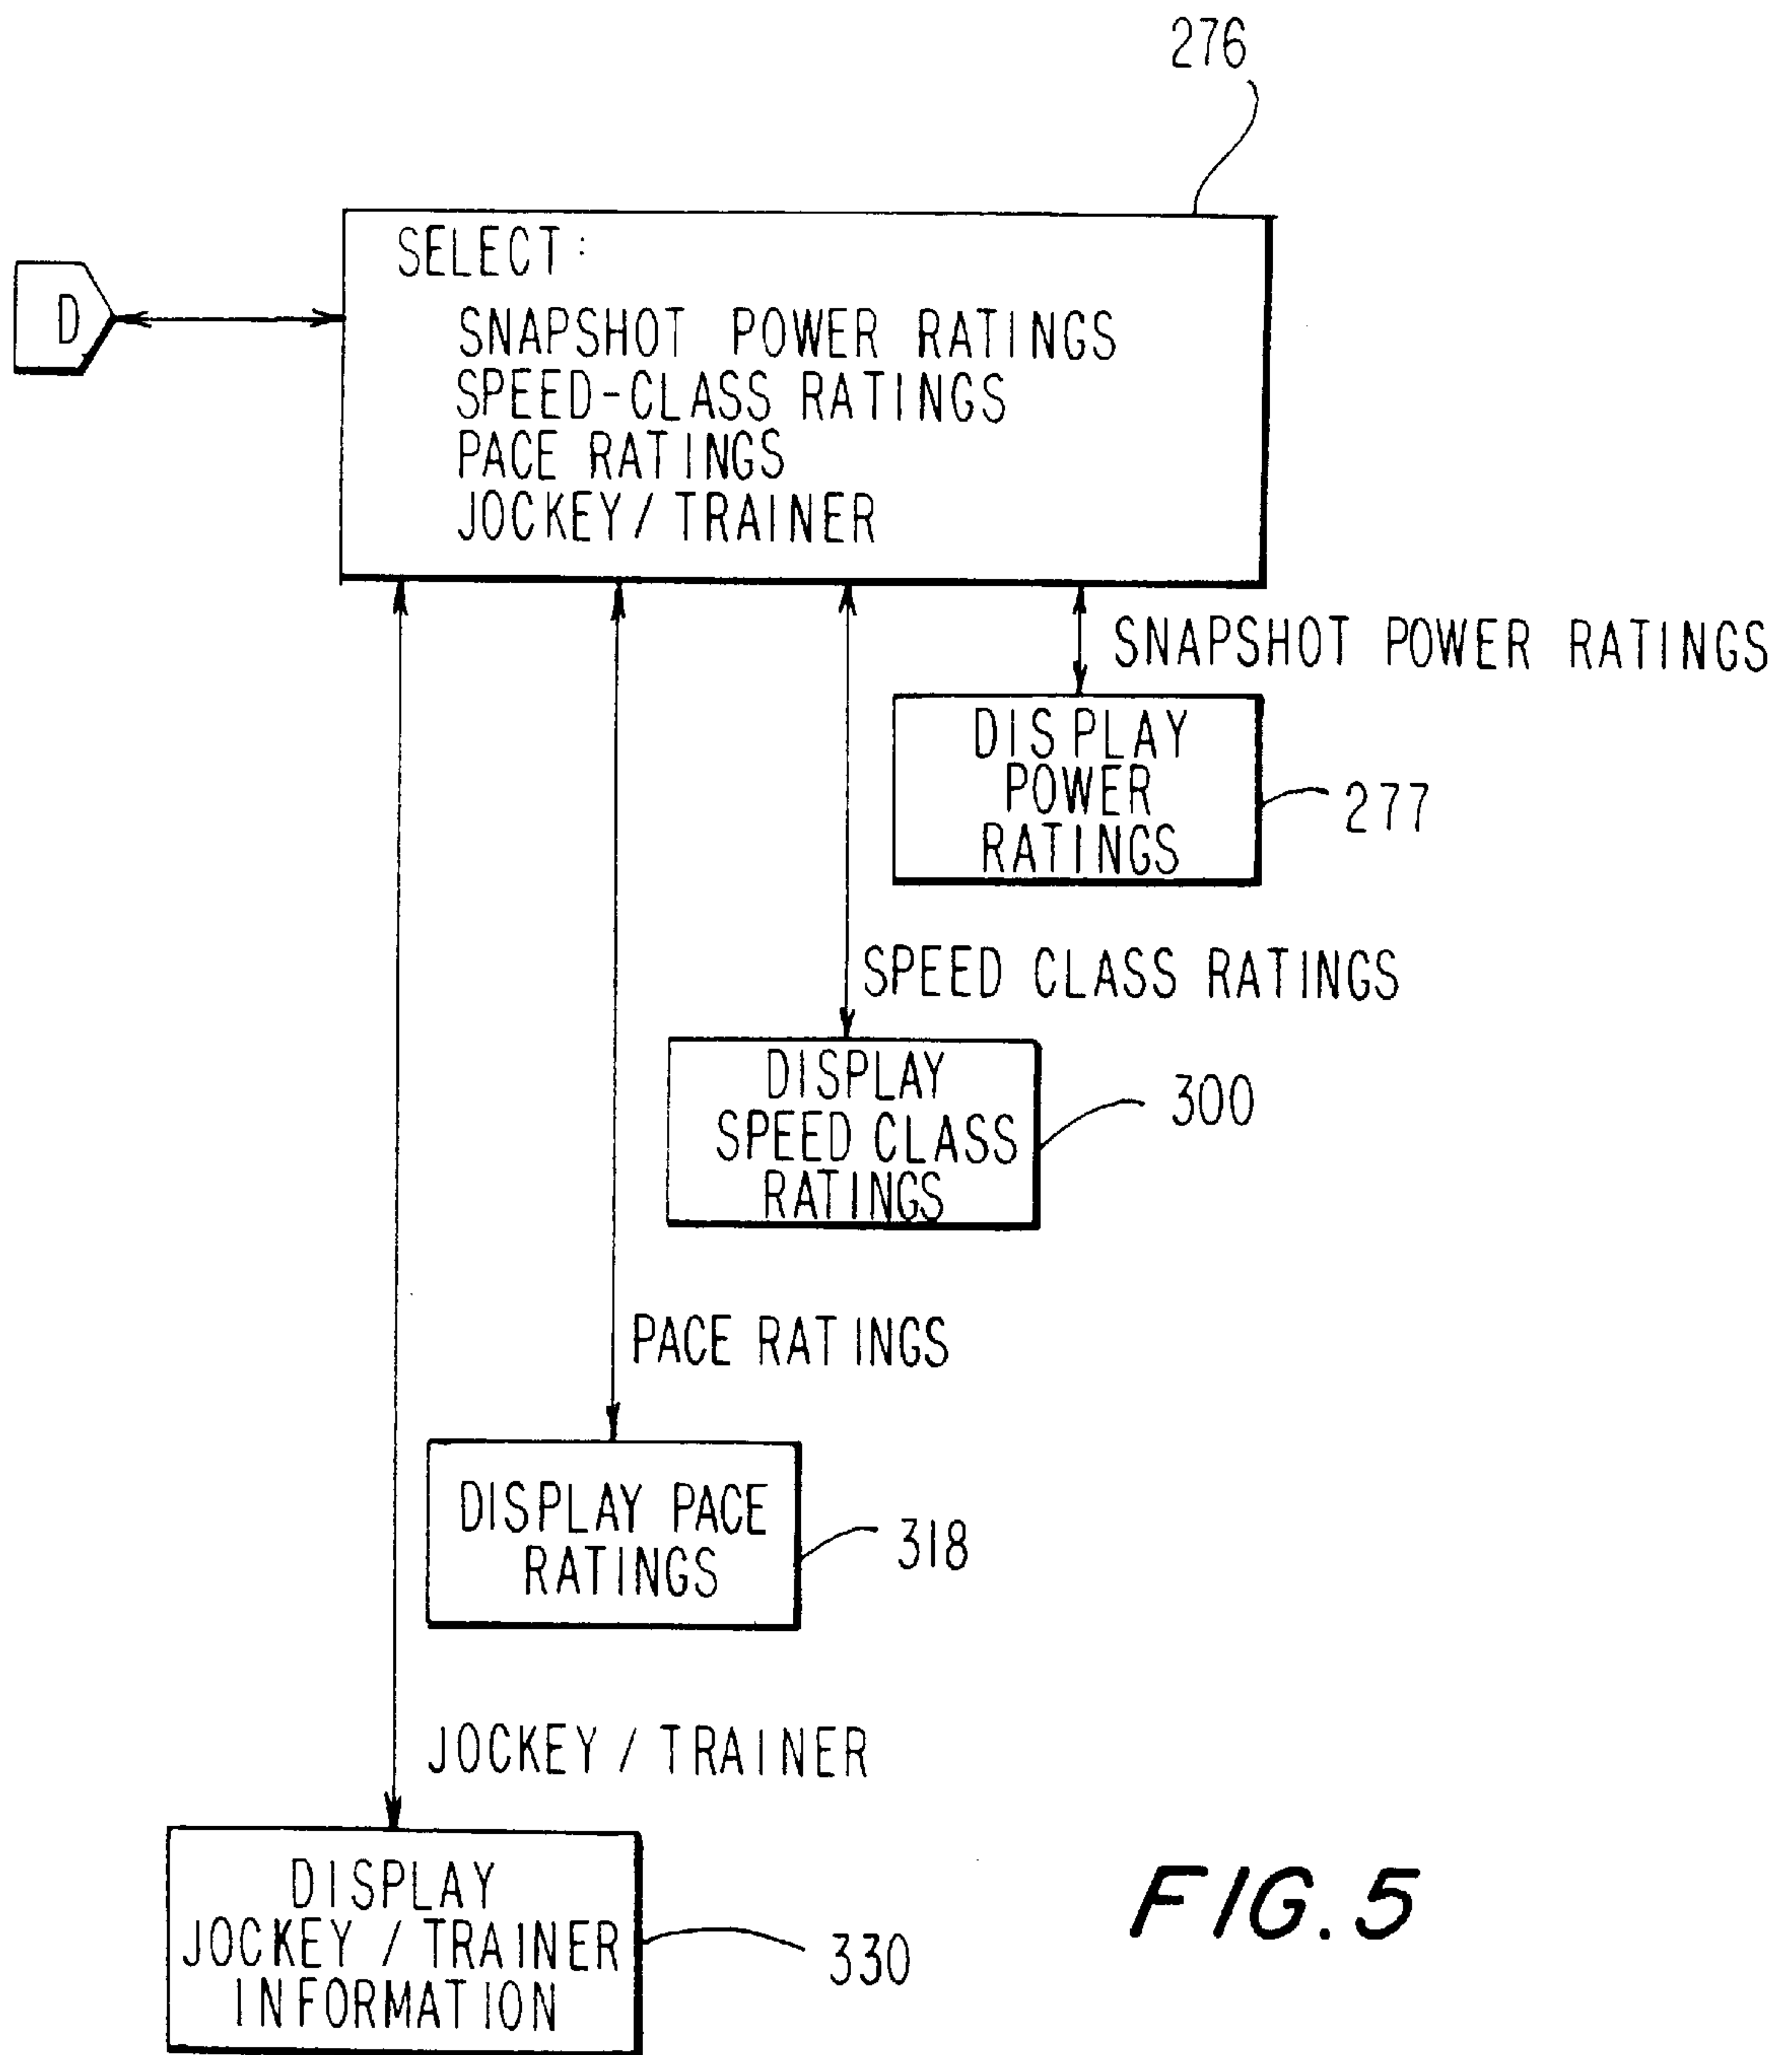 276
SELECT:
D
SNAPSHOT POWER RATINGS
SPEED-CLASS RATINGS
PACE RATINGS
JOCKEY/TRAINER
SNAPSHOT POWER RATINGS
DISPLAY
POWER
RATINGS
277
SPEED CLASS RATINGS
DISPLAY
SPEED CLASS
RATINGS
300
PACE RATINGS
DISPLAY PACE
RATINGS
318
JOCKEY / TRAINER
DISPLAY
JOCKEY / TRAINER
INFORMATION
330
FIG. 5